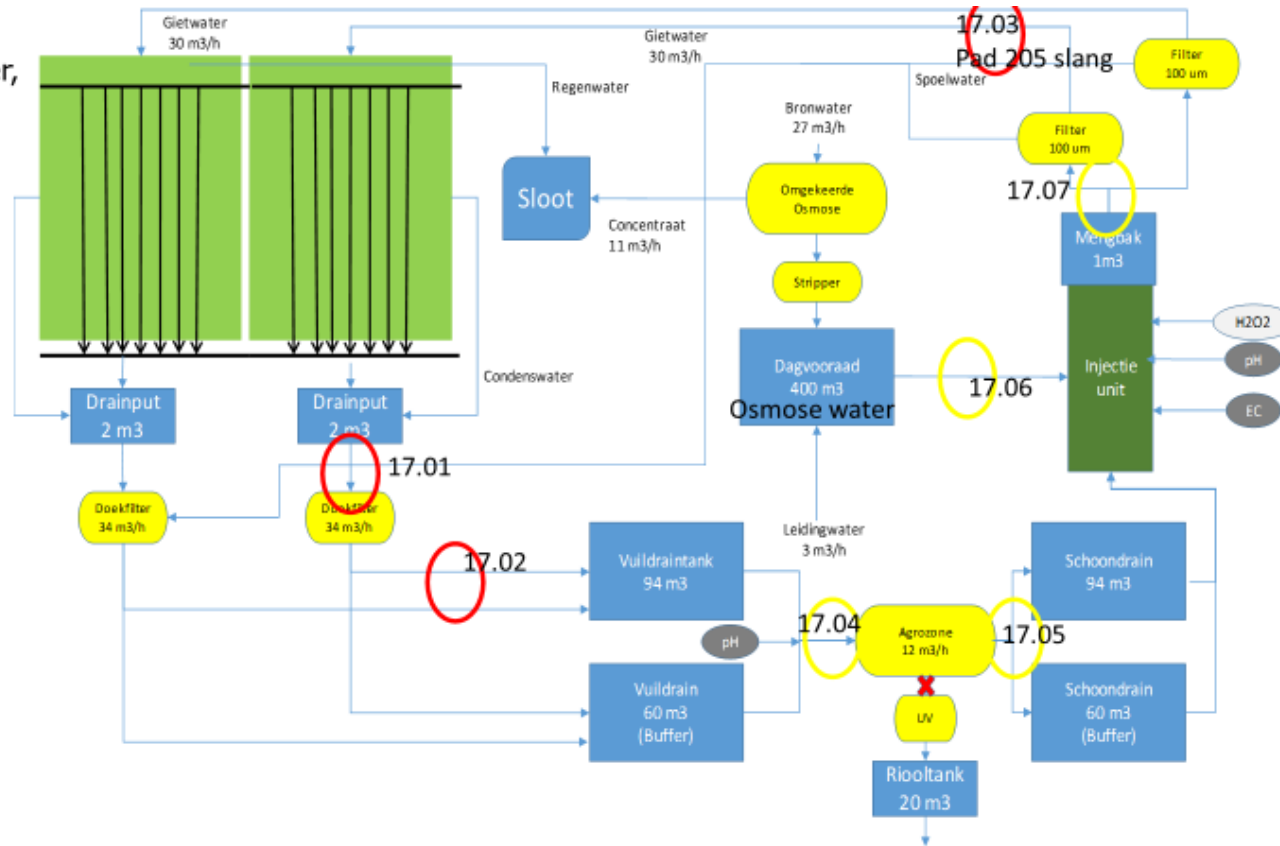 17.03
Pad 205 slang
Gietwater
30 m3/h
Gietwater
30 m3/h
er,
Filter
100 um
Regenwater
Spoelwater
Bronwater
27 m3/h
Filter
100 um
Sloot
Omgekeerde
Osmose
17.07
Concentraat
11 m3/h
Mengbak
1m3
Stripper
H2O2
pH
EC
Injectie
unit
Dagvooraad
400 m3
Osmose water
17.06
Condenswater
Drainput
2 m3
Drainput
2 m3
17.01
Doekfilter
34 m3/h
Doekfilter
34 m3/h
17.02
Leidingwater
3 m3/h
Vuildraintank
94 m3
Schoondrain
94 m3
pH
17.04
Agrozone
12 m3/h
17.05
Vuildrain
60 m3
(Buffer)
UV
Schoondrain
60 m3
(Buffer)
Riooltank
20 m3